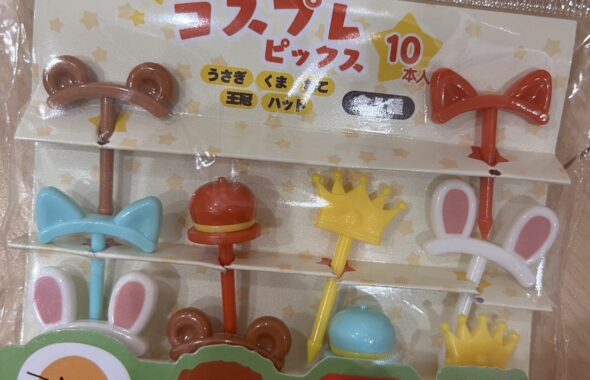 コスプレ
ピックス
10
本入
うさぎ くま
王冠 ハット